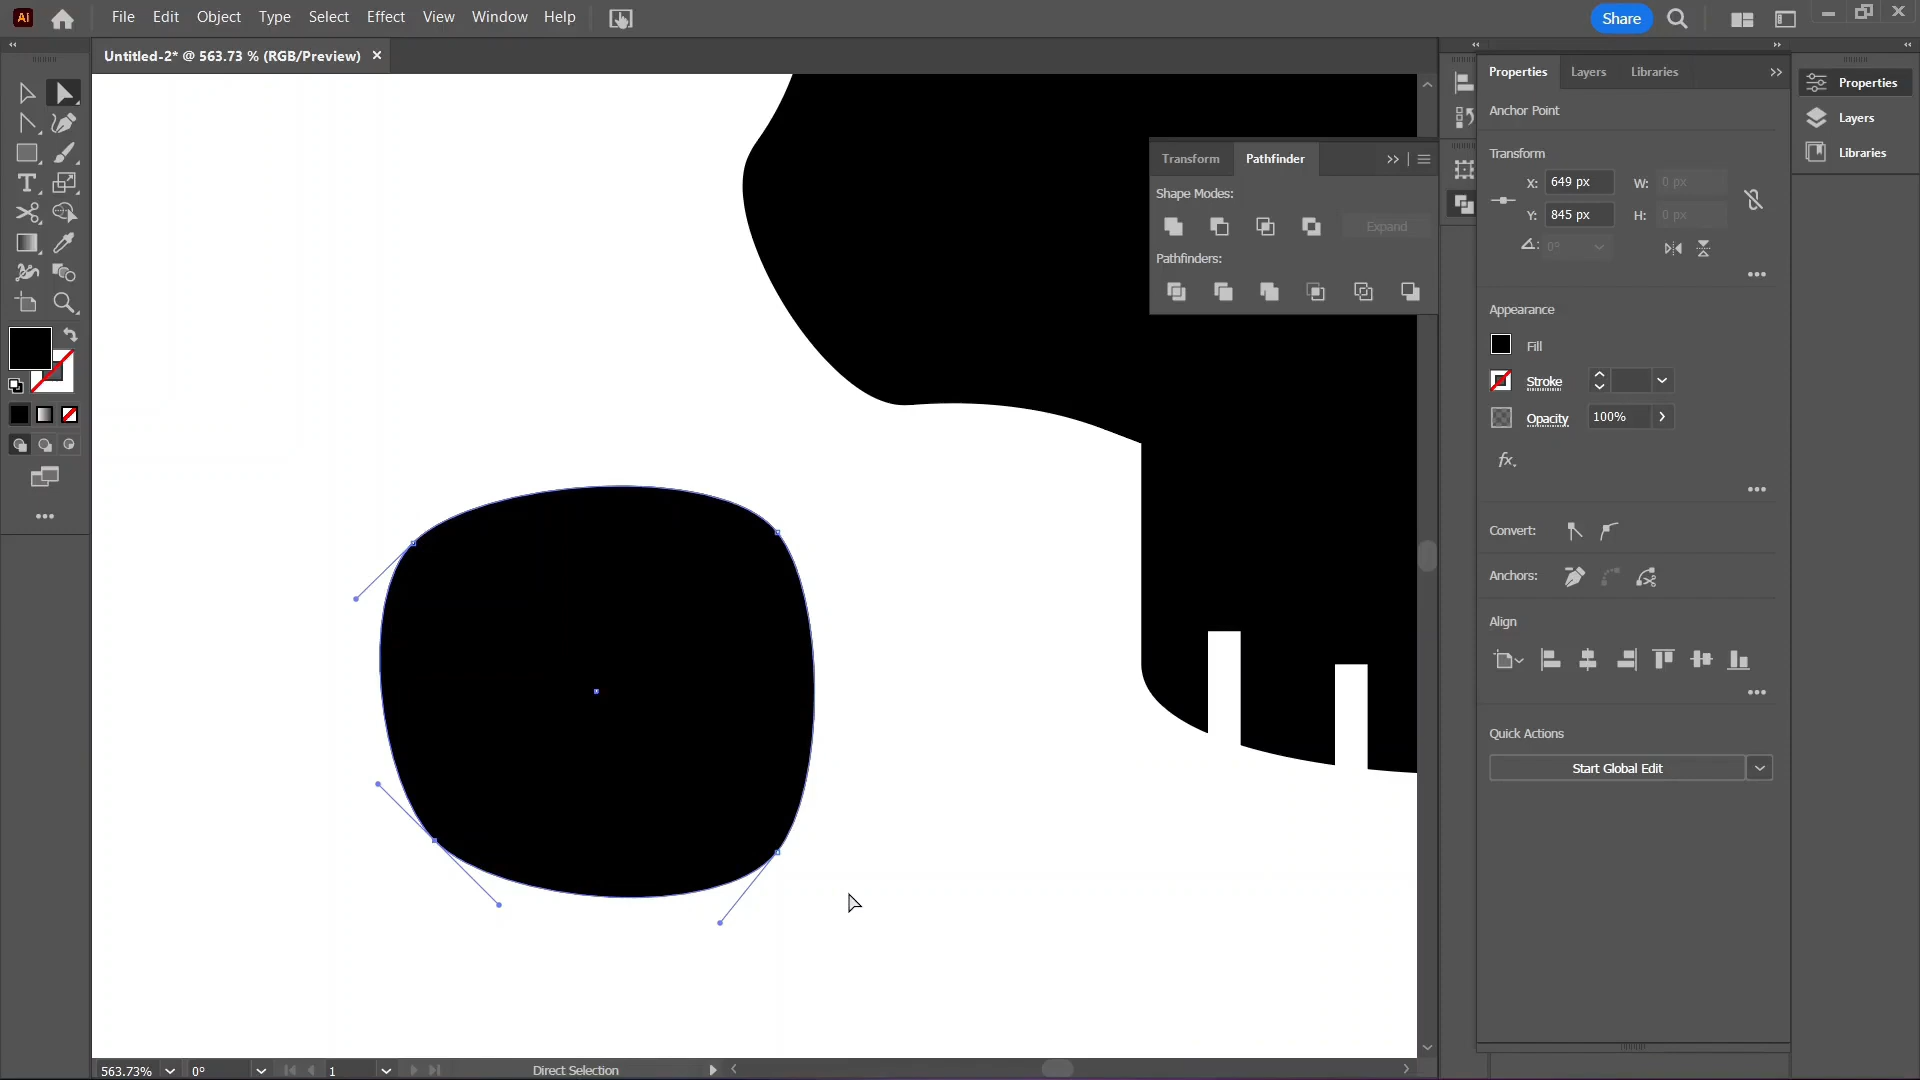 Ai File Edit Object Type Select Effect View Window Help Share
Untitled-2* @ 563.73 % (RGB/Preview)
Properties Layers Libraries
Properties
Layers
Libraries
Anchor Point
Transform Pathfinder
Shape Modes:
Expand
Pathfinders:
Transform
X: 649 px W: 0 px
Y: 845 px H: 0 px
0°
Appearance
Fill
Stroke
Opacity 100%
fx.
Convert:
Anchors:
Align
Quick Actions
Start Global Edit
563.73% 0° 1 Direct Selection